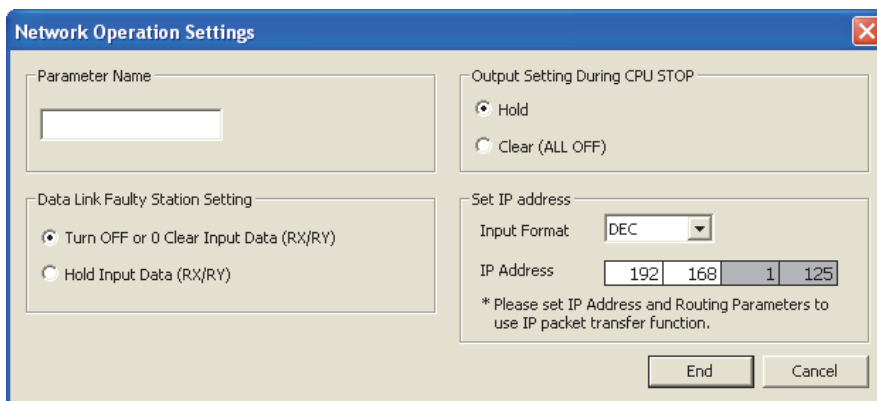 Network Operation Settings
Parameter Name
Data Link Faulty Station Setting
Turn OFF or 0 Clear Input Data (RX/RY)
Hold Input Data (RX/RY)
Output Setting During CPU STOP
Hold
Clear (ALL OFF)
Set IP address
Input Format DEC
IP Address 192 168 1 125
* Please set IP Address and Routing Parameters to
use IP packet transfer function.
End Cancel